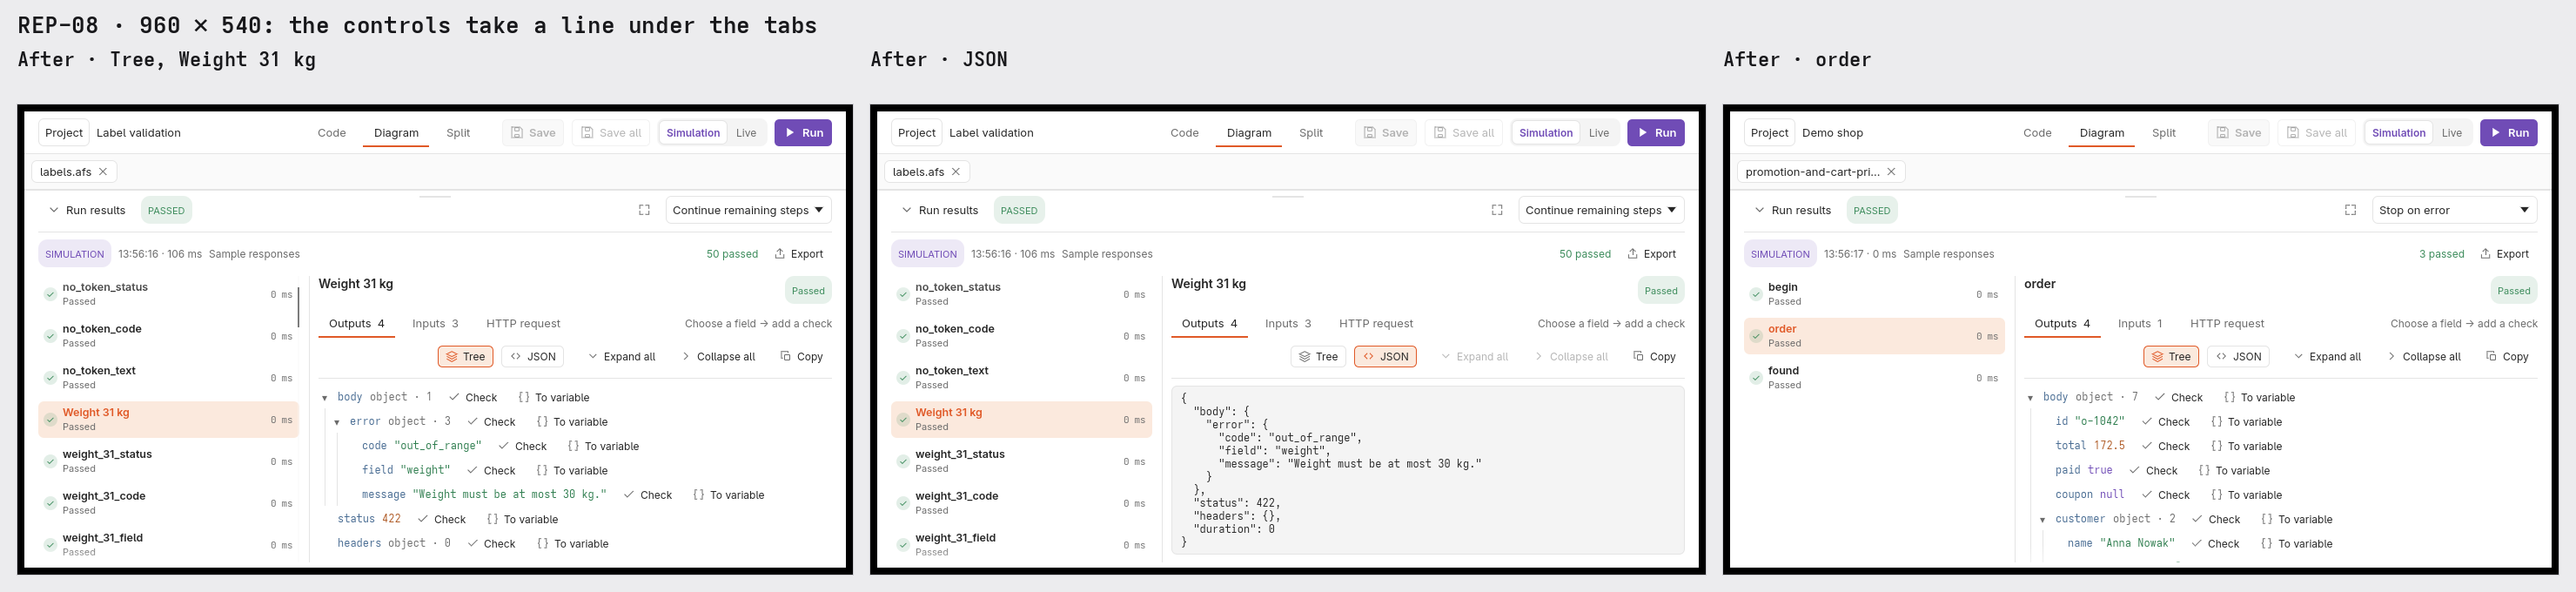 REP-08 · 960 × 540: the controls take a line under the tabs
After · Tree, Weight 31 kg
Project Label validation Code Diagram Split Save Save all Simulation Live Run
labels.afs
Run results PASSED Continue remaining steps
SIMULATION 13:56:16 · 106 ms Sample responses 50 passed Export
no_token_status 0 ms
Passed
no_token_code 0 ms
Passed
no_token_text 0 ms
Passed
Weight 31 kg 0 ms
Passed
weight_31_status 0 ms
Passed
weight_31_code 0 ms
Passed
weight_31_field 0 ms
Passed
Weight 31 kg Passed
Outputs 4 Inputs 3 HTTP request Choose a field → add a check
Tree JSON Expand all Collapse all Copy
body object · 1 Check {} To variable
error object · 3 Check {} To variable
code "out_of_range" Check {} To variable
field "weight" Check {} To variable
message "Weight must be at most 30 kg." Check {} To variable
status 422 Check {} To variable
headers object · 0 Check {} To variable
After · JSON
Project Label validation Code Diagram Split Save Save all Simulation Live Run
labels.afs
Run results PASSED Continue remaining steps
SIMULATION 13:56:16 · 106 ms Sample responses 50 passed Export
no_token_status 0 ms
Passed
no_token_code 0 ms
Passed
no_token_text 0 ms
Passed
Weight 31 kg 0 ms
Passed
weight_31_status 0 ms
Passed
weight_31_code 0 ms
Passed
weight_31_field 0 ms
Passed
Weight 31 kg Passed
Outputs 4 Inputs 3 HTTP request Choose a field → add a check
Tree JSON Expand all Collapse all Copy
{
"body": {
"error": {
"code": "out_of_range",
"field": "weight",
"message": "Weight must be at most 30 kg."
}
},
"status": 422,
"headers": {},
"duration": 0
}
After · order
Project Demo shop Code Diagram Split Save Save all Simulation Live Run
promotion-and-cart-pri...
Run results PASSED Stop on error
SIMULATION 13:56:17 · 0 ms Sample responses 3 passed Export
begin 0 ms
Passed
order 0 ms
Passed
found 0 ms
Passed
order Passed
Outputs 4 Inputs 1 HTTP request Choose a field → add a check
Tree JSON Expand all Collapse all Copy
body object · 7 Check {} To variable
id "o-1042" Check {} To variable
total 172.5 Check {} To variable
paid true Check {} To variable
coupon null Check {} To variable
customer object · 2 Check {} To variable
name "Anna Nowak" Check {} To variable